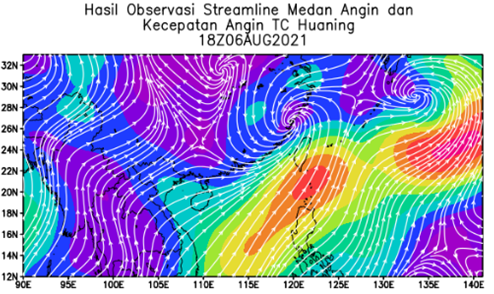 Hasil Observasi Streamline Medan Angin dan
Kecepatan Angin TC Huaning
18Z06AUG2021
32N
30N
28N
26N
24N
22N
20N
18N
16N
14N
12N
90E 95E 100E 105E 110E 115E 120E 125E 130E 135E 140E